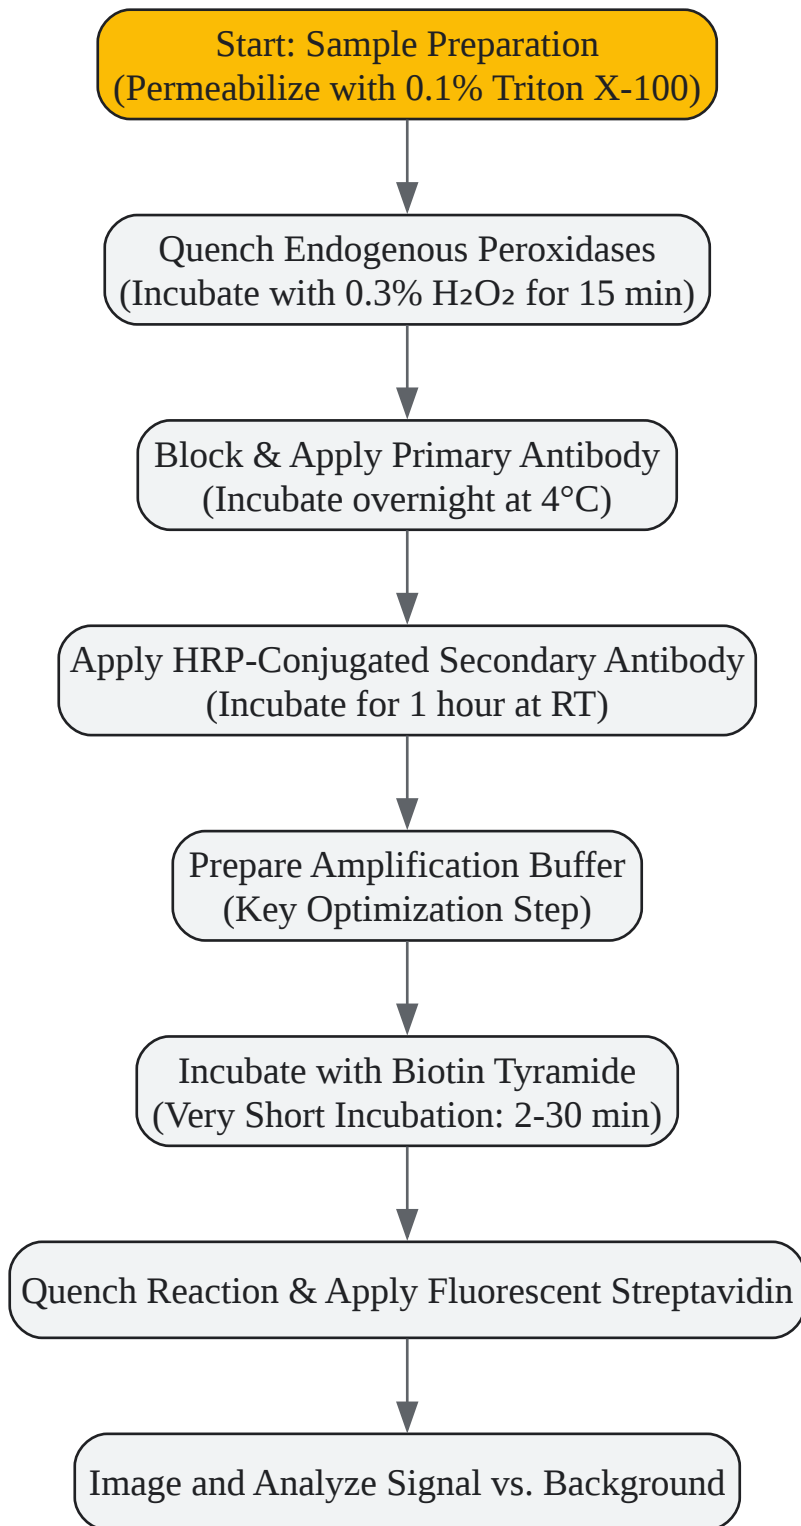 Start: Sample Preparation
(Permeabilize with 0.1% Triton X-100)
Quench Endogenous Peroxidases
(Incubate with 0.3% H₂O₂ for 15 min)
Block & Apply Primary Antibody
(Incubate overnight at 4°C)
Apply HRP-Conjugated Secondary Antibody
(Incubate for 1 hour at RT)
Prepare Amplification Buffer
(Key Optimization Step)
Incubate with Biotin Tyramide
(Very Short Incubation: 2-30 min)
Quench Reaction & Apply Fluorescent Streptavidin
Image and Analyze Signal vs. Background